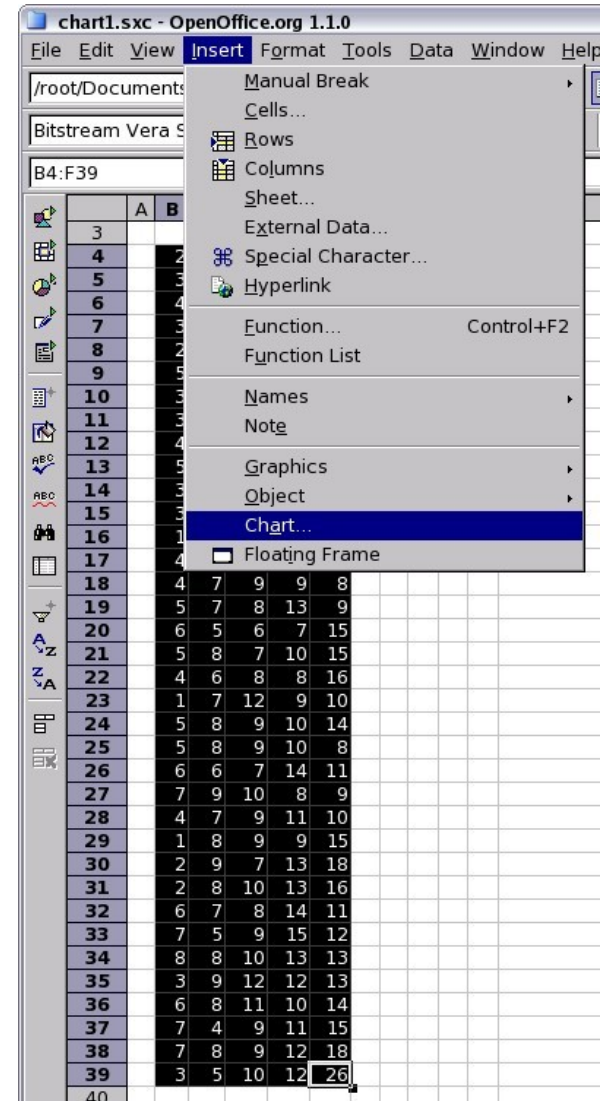 chart1.sxc - OpenOffice.org 1.1.0
File Edit View Insert Format Tools Data Window Help
/root/Documents
Manual Break
Cells...
Bitstream Vera S
Rows
B4:F39
Columns
Sheet...
A B
External Data...
3
4 2
Special Character...
5 3
Hyperlink
6 4
7 3
Function... Control+F2
8 2
Function List
9 5
10 3
Names
11 3
Note
12 4
13 5
Graphics
14 3
Object
15 3
Chart...
16 1
17 4
Floating Frame
18 4 7 9 9 8
19 5 7 8 13 9
20 6 5 6 7 15
21 5 8 7 10 15
22 4 6 8 8 16
23 1 7 12 9 10
24 5 8 9 10 14
25 5 8 9 10 8
26 6 6 7 14 11
27 7 9 10 8 9
28 4 7 9 11 10
29 1 8 9 9 15
30 2 9 7 13 18
31 2 8 10 13 16
32 6 7 8 14 11
33 7 5 9 15 12
34 8 8 10 13 13
35 3 9 12 12 13
36 6 8 11 10 14
37 7 4 9 11 15
38 7 8 9 12 18
39 3 5 10 12 26
40
ABC
ABC
A
Z
Z
A